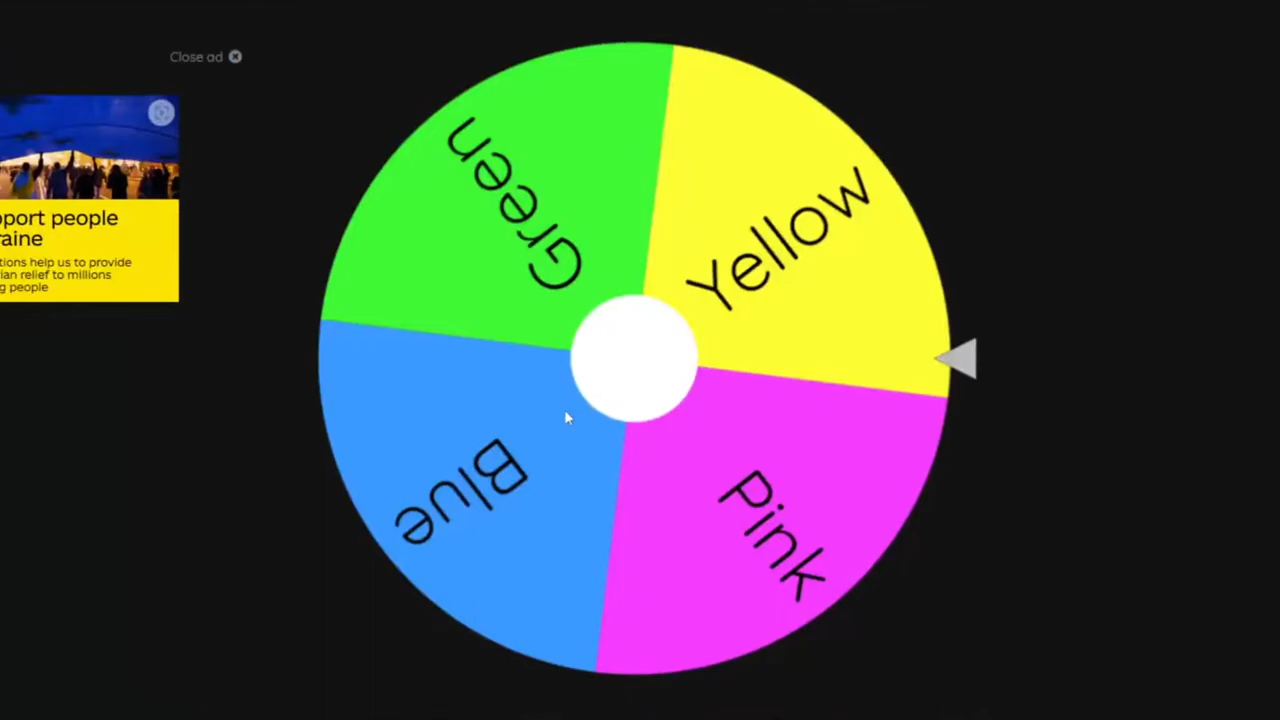 Close ad
pport people
raine
tions help us to provide
ian relief to millions
g people
Green
Yellow
Blue
Pink